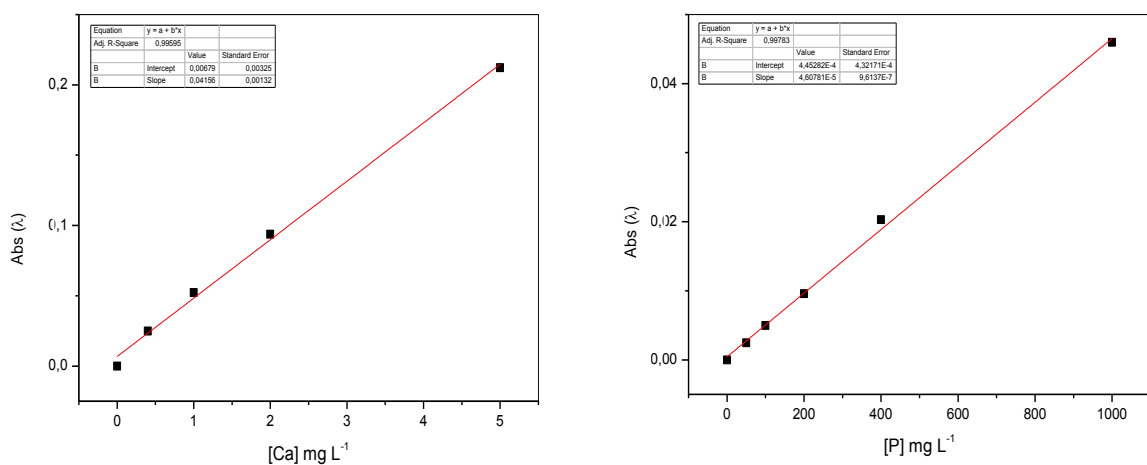 Equation y = a + b*x
Adj. R-Square 0,99595
Value Standard Error
B Intercept 0,00679 0,00325
B Slope 0,04156 0,00132
0,2
0,1
0,0
Abs (λ)
0 1 2 3 4 5
[Ca] mg L⁻¹
Equation y = a + b*x
Adj. R-Square 0,99783
Value Standard Error
B Intercept 4,45282E-4 4,32171E-4
B Slope 4,60781E-5 9,6137E-7
0,04
0,02
0,00
Abs (λ)
0 200 400 600 800 1000
[P] mg L⁻¹